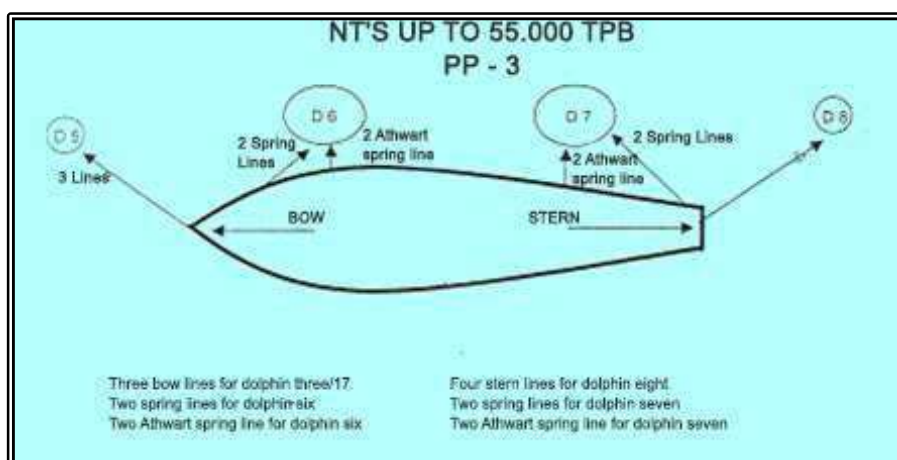 NT'S UP TO 55.000 TPB
PP - 3
D 5
D 6
D 7
D 8
2 Spring
Lines
2 Athwart
spring line
2 Spring Lines
2 Athwart
spring line
3 Lines
BOW
STERN
Three bow lines for dolphin three/17.
Two spring lines for dolphin six
Two Athwart spring line for dolphin six
Four stern lines for dolphin eight
Two spring lines for dolphin seven
Two Athwart spring line for dolphin seven